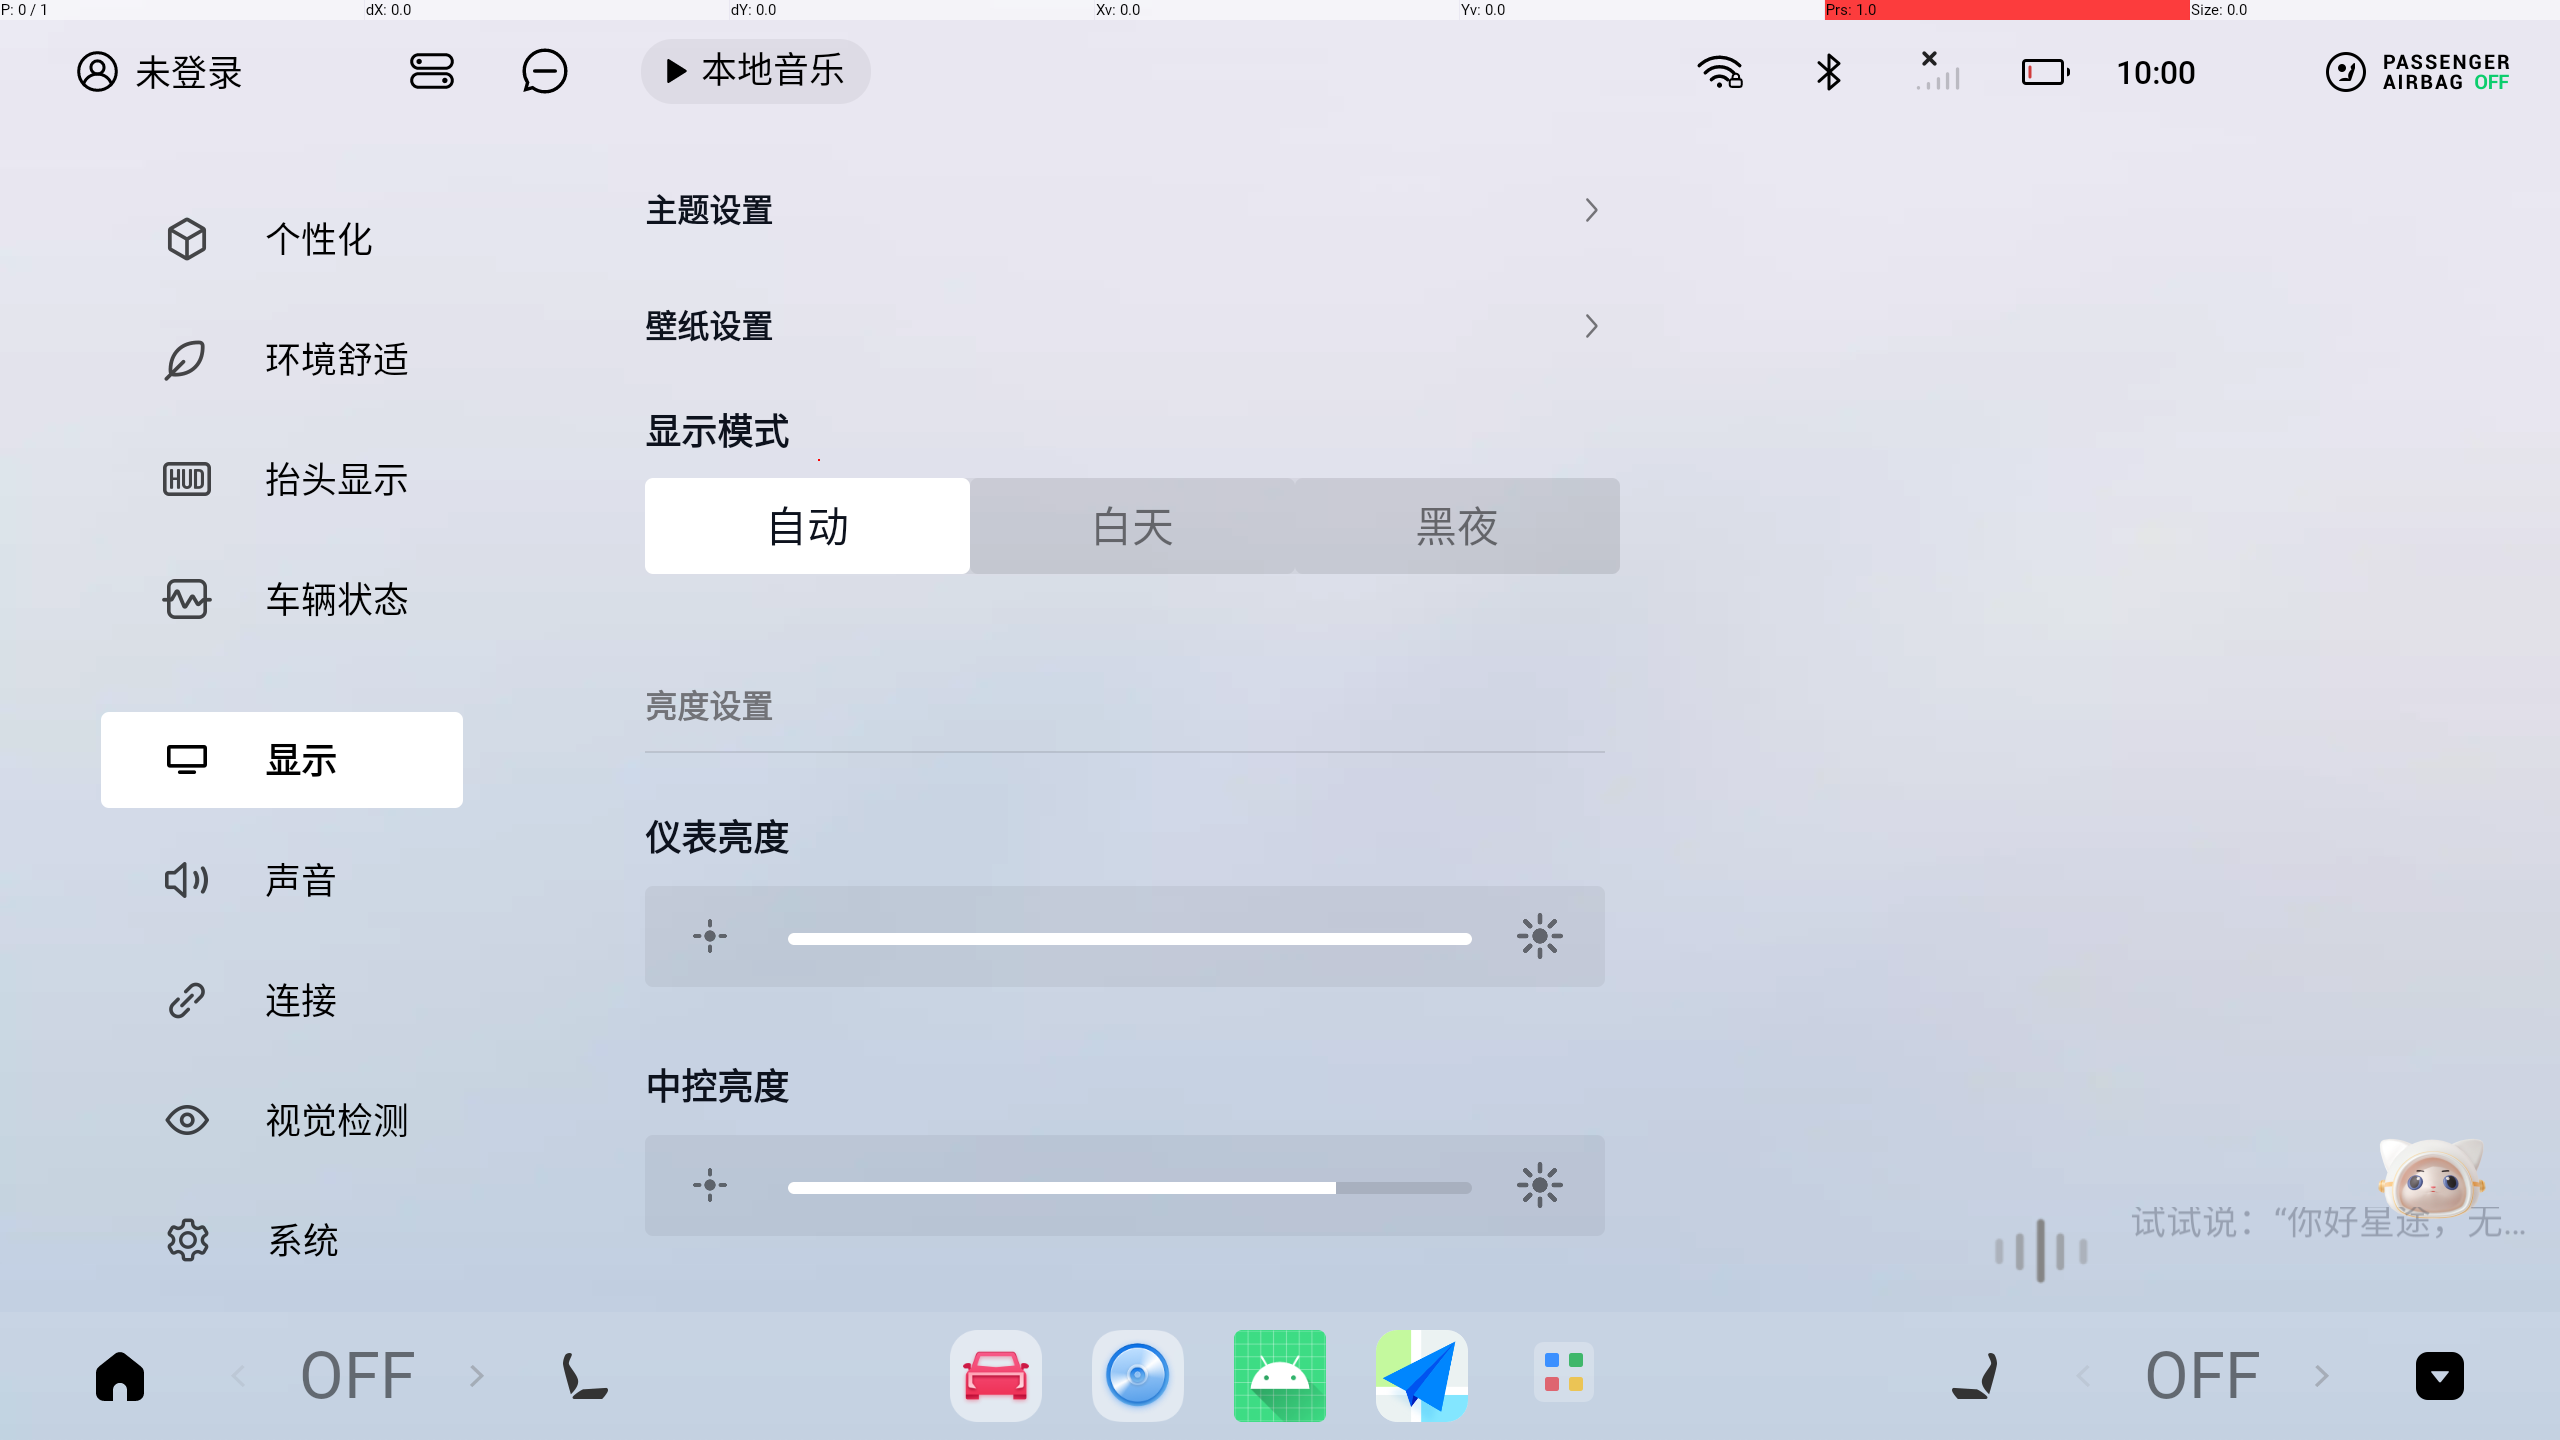 P: 0 / 1 dX: 0.0 dY: 0.0 Xv: 0.0 Yv: 0.0 Prs: 1.0 Size: 0.0
未登录 本地音乐 10:00 PASSENGER
AIRBAG OFF
主题设置
个性化
壁纸设置
环境舒适
显示模式
抬头显示
HUD
自动 白天 黑夜
车辆状态
亮度设置
显示
仪表亮度
声音
连接
中控亮度
视觉检测
试试说：“你好星途，无...
系统
OFF OFF